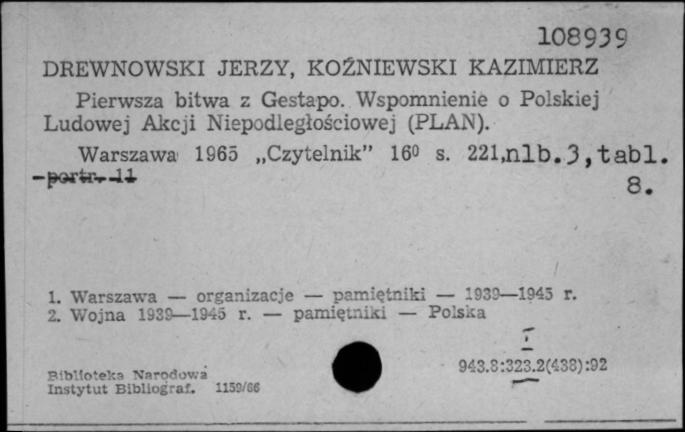 108939
DREWNOWSKI JERZY, KOŹNIEWSKI KAZIMIERZ
Pierwsza bitwa z Gestapo. Wspomnienie o Polskiej
Ludowej Akcji Niepodległościowej (PLAN).
Warszawa 1965 „Czytelnik” 16⁰ s. 221,nlb.3,tabl.
portr. 11 8.
1. Warszawa — organizacje — pamiętniki — 1939—1945 r.
2. Wojna 1939—1945 r. — pamiętniki — Polska
943.8:323.2(438):92
Biblioteka Narodowa
Instytut Bibliograf. 1159/66